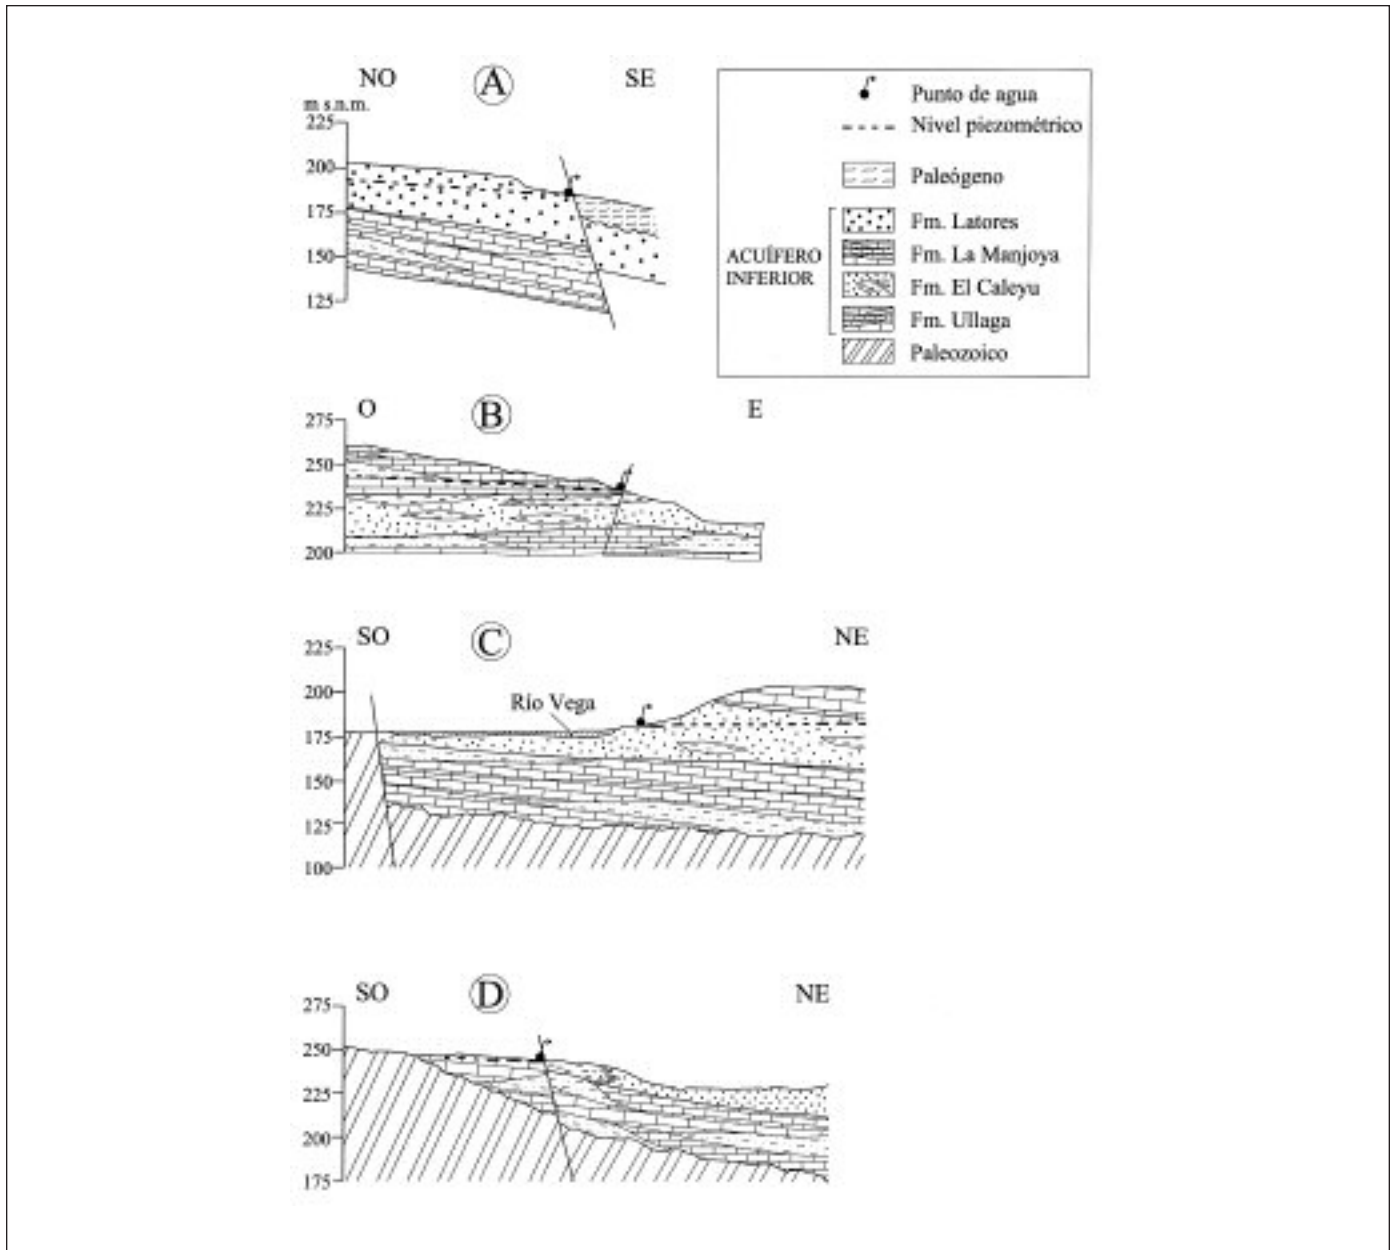 NO A SE
m s.n.m.
225
200
175
150
125
Punto de agua
Nivel piezométrico
Paleógeno
ACUÍFERO INFERIOR
Fm. Latores
Fm. La Manjoya
Fm. El Caleyu
Fm. Ullaga
Paleozoico
O B E
275
250
225
200
SO C NE
225
200
175
150
125
100
Río Vega
SO D NE
275
250
225
200
175